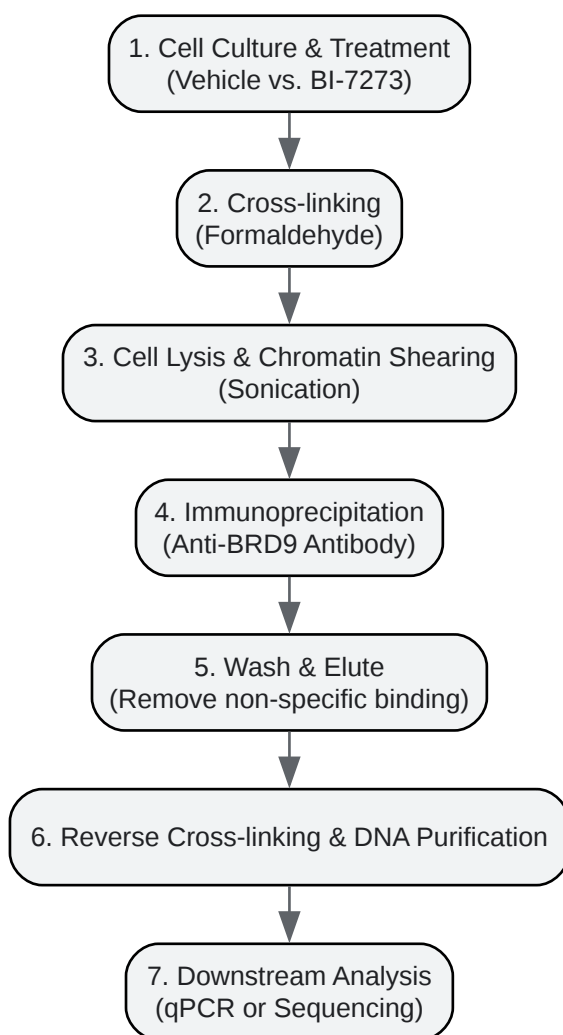 1. Cell Culture & Treatment
(Vehicle vs. BI-7273)
2. Cross-linking
(Formaldehyde)
3. Cell Lysis & Chromatin Shearing
(Sonication)
4. Immunoprecipitation
(Anti-BRD9 Antibody)
5. Wash & Elute
(Remove non-specific binding)
6. Reverse Cross-linking & DNA Purification
7. Downstream Analysis
(qPCR or Sequencing)